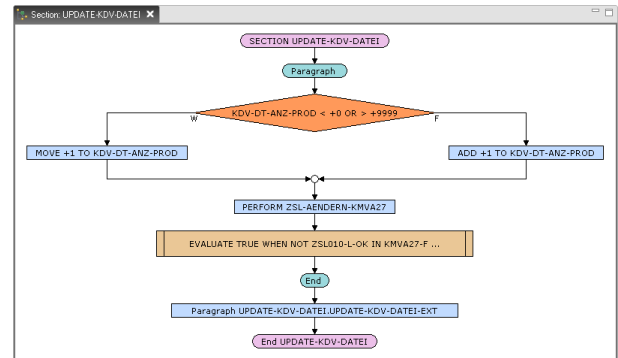 Section: UPDATE-KDV-DATEI
SECTION UPDATE-KDV-DATEI
Paragraph
KDV-DT-ANZ-PROD < +0 OR > +9999
W
F
MOVE +1 TO KDV-DT-ANZ-PROD
ADD +1 TO KDV-DT-ANZ-PROD
PERFORM ZSL-AENDERN-KMVA27
EVALUATE TRUE WHEN NOT ZSL010-L-OK IN KMVA27-F ...
End
Paragraph UPDATE-KDV-DATEI.UPDATE-KDV-DATEI-EXT
End UPDATE-KDV-DATEI